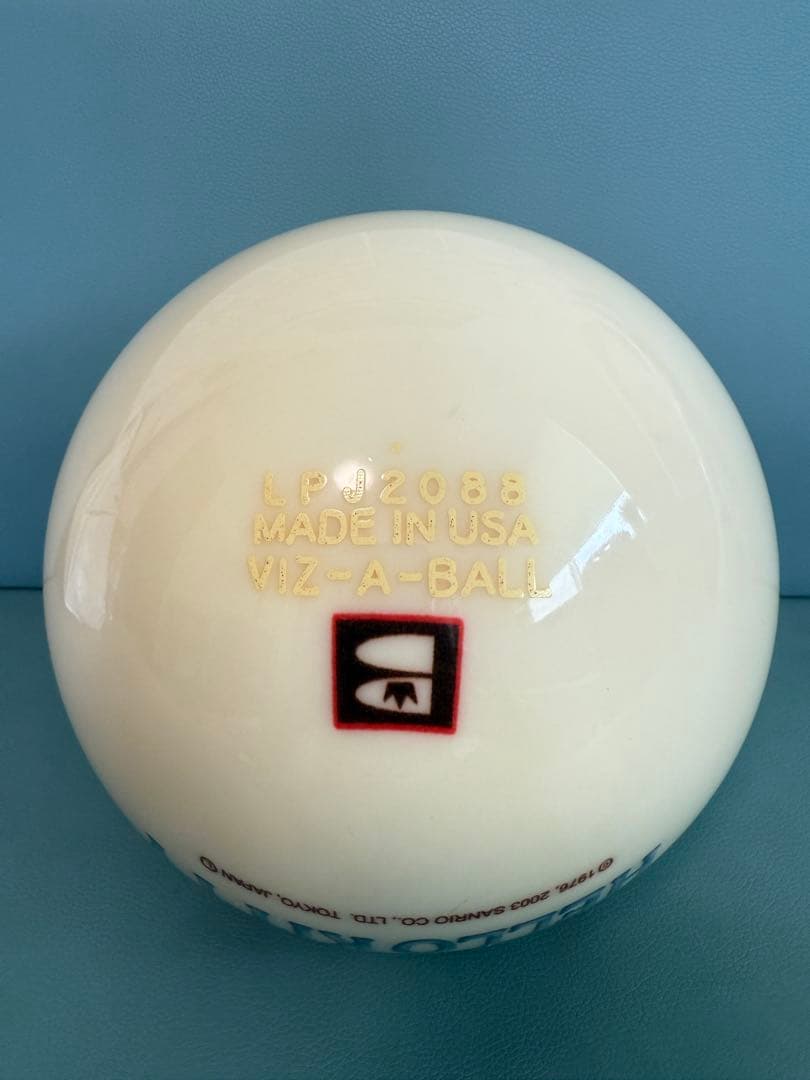 LPJ2088
MADE IN USA
VIZ-A-BALL
©1976, 2003 SANRIO CO., LTD. TOKYO, JAPAN Ⓛ